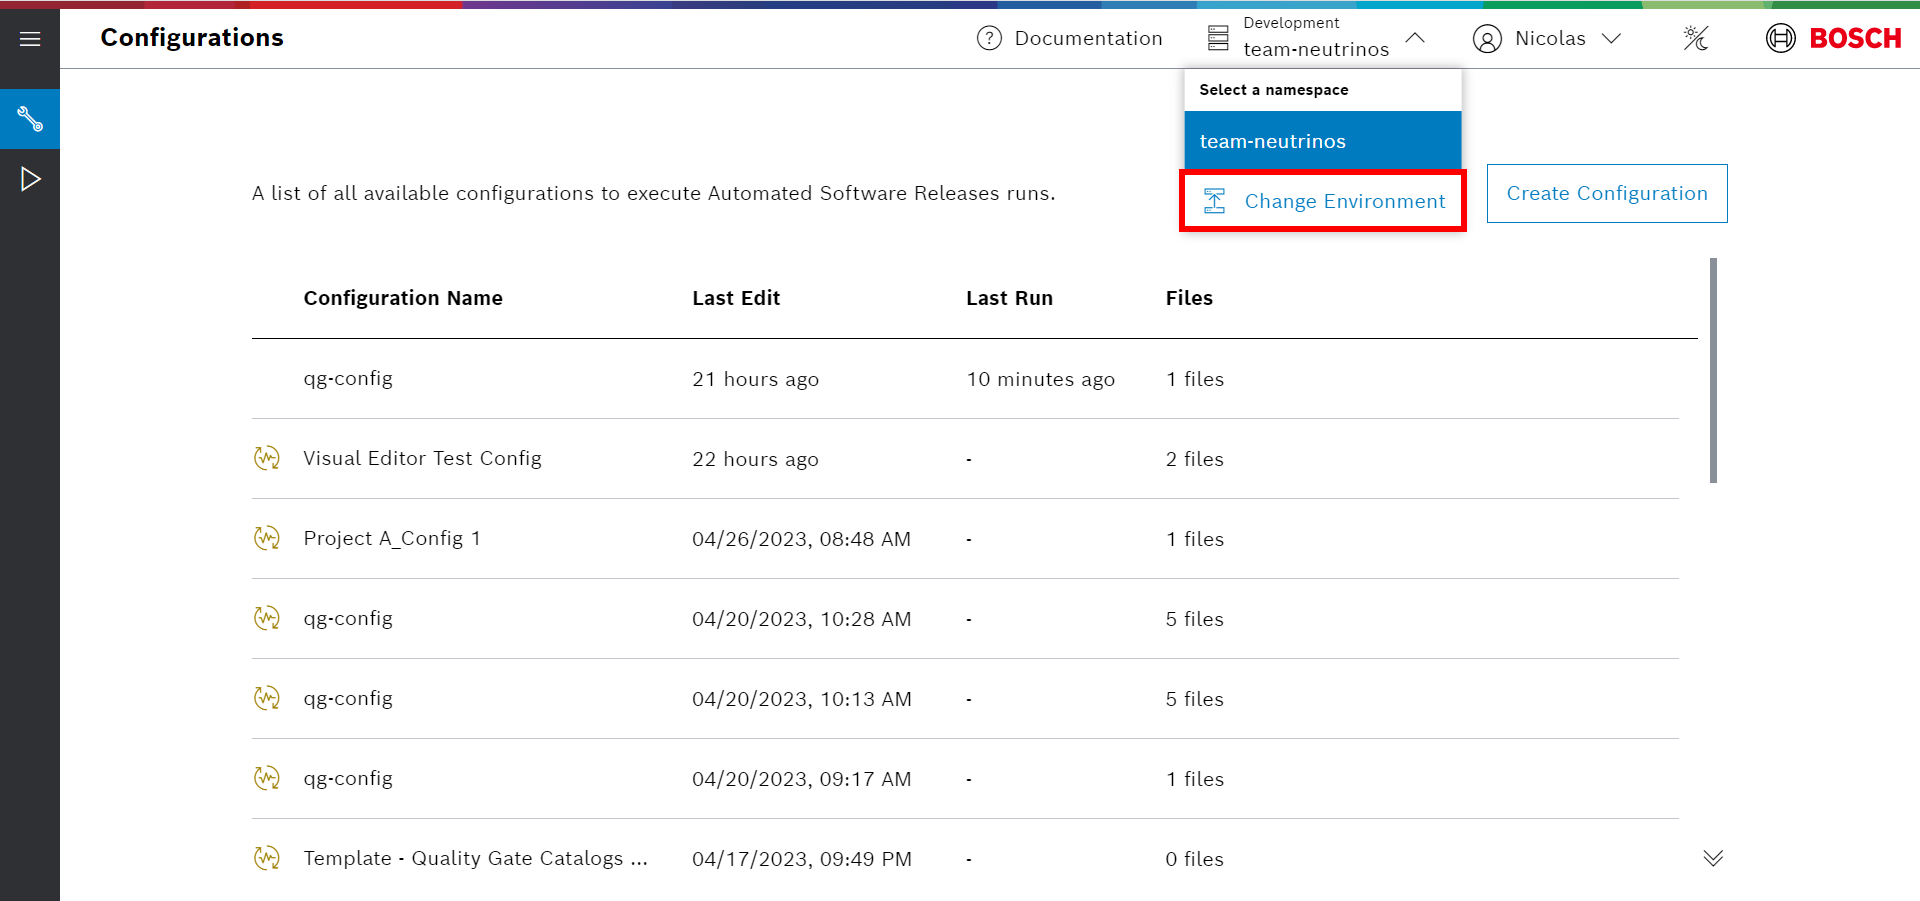 Configurations
Documentation
Development
team-neutrinos
Nicolas
BOSCH
Select a namespace
team-neutrinos
Change Environment
A list of all available configurations to execute Automated Software Releases runs.
Create Configuration
Configuration Name Last Edit Last Run Files
qg-config 21 hours ago 10 minutes ago 1 files
Visual Editor Test Config 22 hours ago - 2 files
Project A_Config 1 04/26/2023, 08:48 AM - 1 files
qg-config 04/20/2023, 10:28 AM - 5 files
qg-config 04/20/2023, 10:13 AM - 5 files
qg-config 04/20/2023, 09:17 AM - 1 files
Template - Quality Gate Catalogs ... 04/17/2023, 09:49 PM - 0 files